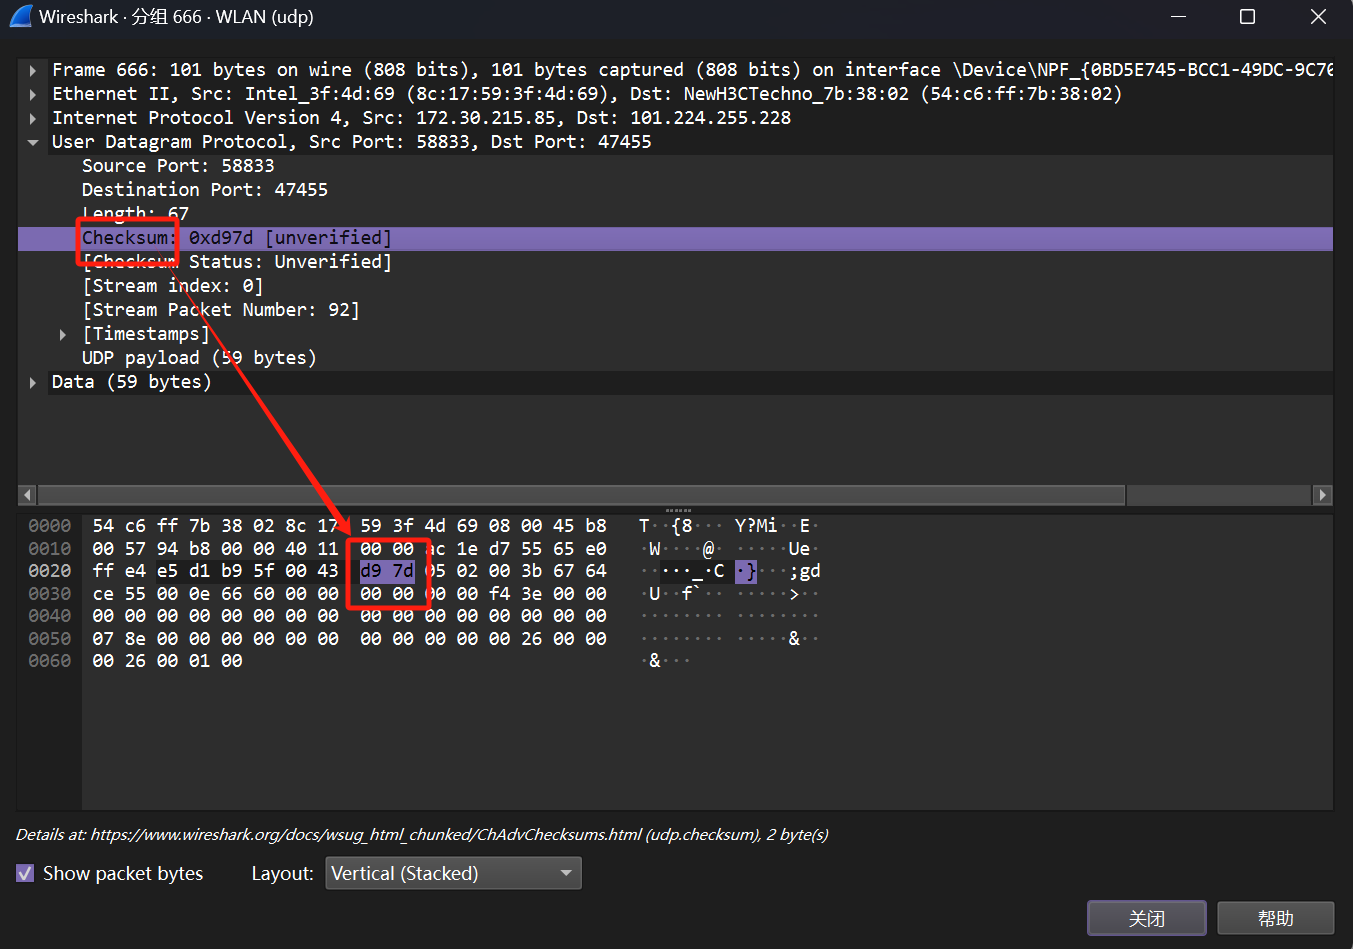 Wireshark · 分组 666 · WLAN (udp)
Frame 666: 101 bytes on wire (808 bits), 101 bytes captured (808 bits) on interface \Device\NPF_{0BD5E745-BCC1-49DC-9C70
Ethernet II, Src: Intel_3f:4d:69 (8c:17:59:3f:4d:69), Dst: NewH3CTechno_7b:38:02 (54:c6:ff:7b:38:02)
Internet Protocol Version 4, Src: 172.30.215.85, Dst: 101.224.255.228
User Datagram Protocol, Src Port: 58833, Dst Port: 47455
Source Port: 58833
Destination Port: 47455
Length: 67
Checksum: 0xd97d [unverified]
[Checksum Status: Unverified]
[Stream index: 0]
[Stream Packet Number: 92]
[Timestamps]
UDP payload (59 bytes)
Data (59 bytes)
0000 54 c6 ff 7b 38 02 8c 17 59 3f 4d 69 08 00 45 b8 T··{8··· Y?Mi··E·
0010 00 57 94 b8 00 00 40 11 00 00 ac 1e d7 55 65 e0 ·W····@· ·····Ue·
0020 ff e4 e5 d1 b9 5f 00 43 d9 7d 05 02 00 3b 67 64 ·····_·C ·}···;gd
0030 ce 55 00 0e 66 60 00 00 00 00 00 00 f4 3e 00 00 ·U··f`·· ·····>··
0040 00 00 00 00 00 00 00 00 00 00 00 00 00 00 00 00 ········ ········
0050 07 8e 00 00 00 00 00 00 00 00 00 00 00 26 00 00 ········ ·····&··
0060 00 26 00 01 00 ·&···
Details at: https://www.wireshark.org/docs/wsug_html_chunked/ChAdvChecksums.html (udp.checksum), 2 byte(s)
Show packet bytes Layout: Vertical (Stacked)
关闭 帮助